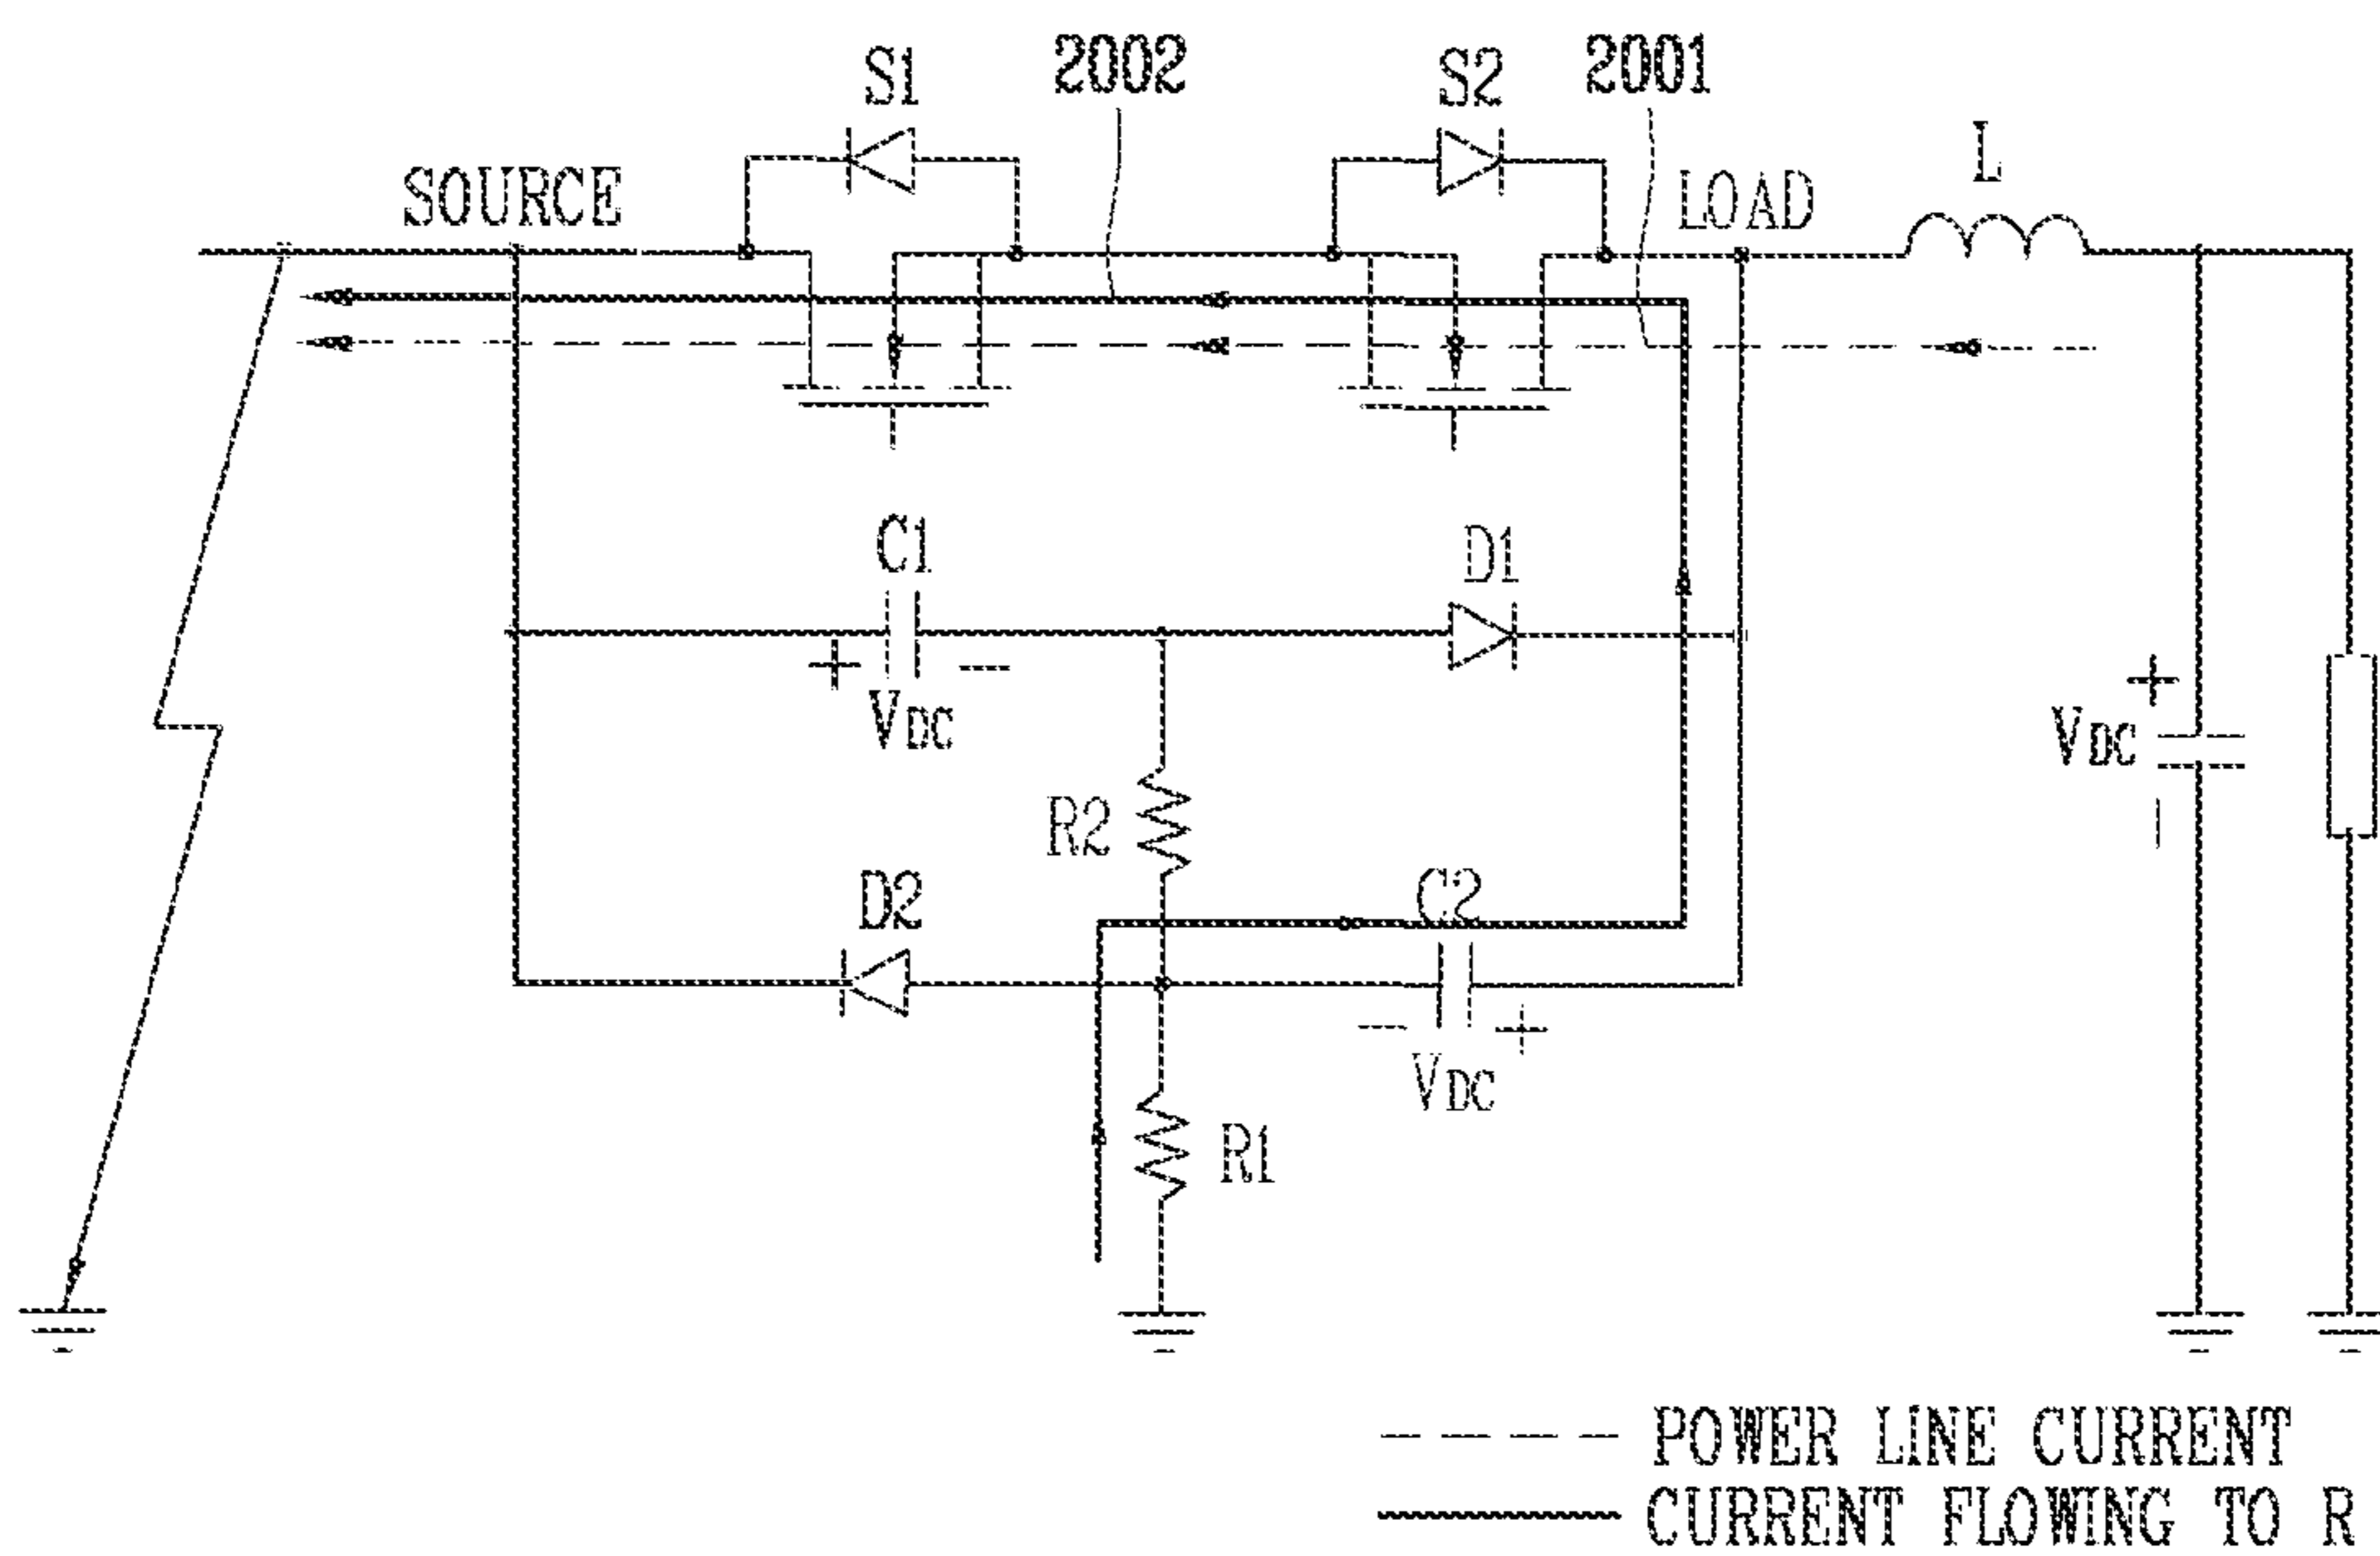 S1
2002
S2
2001
SOURCE
LOAD
L
C1
D1
+
−
VDC
+
VDC
−
R2
D2
C2
−
+
VDC
R1
POWER LINE CURRENT
CURRENT FLOWING TO R